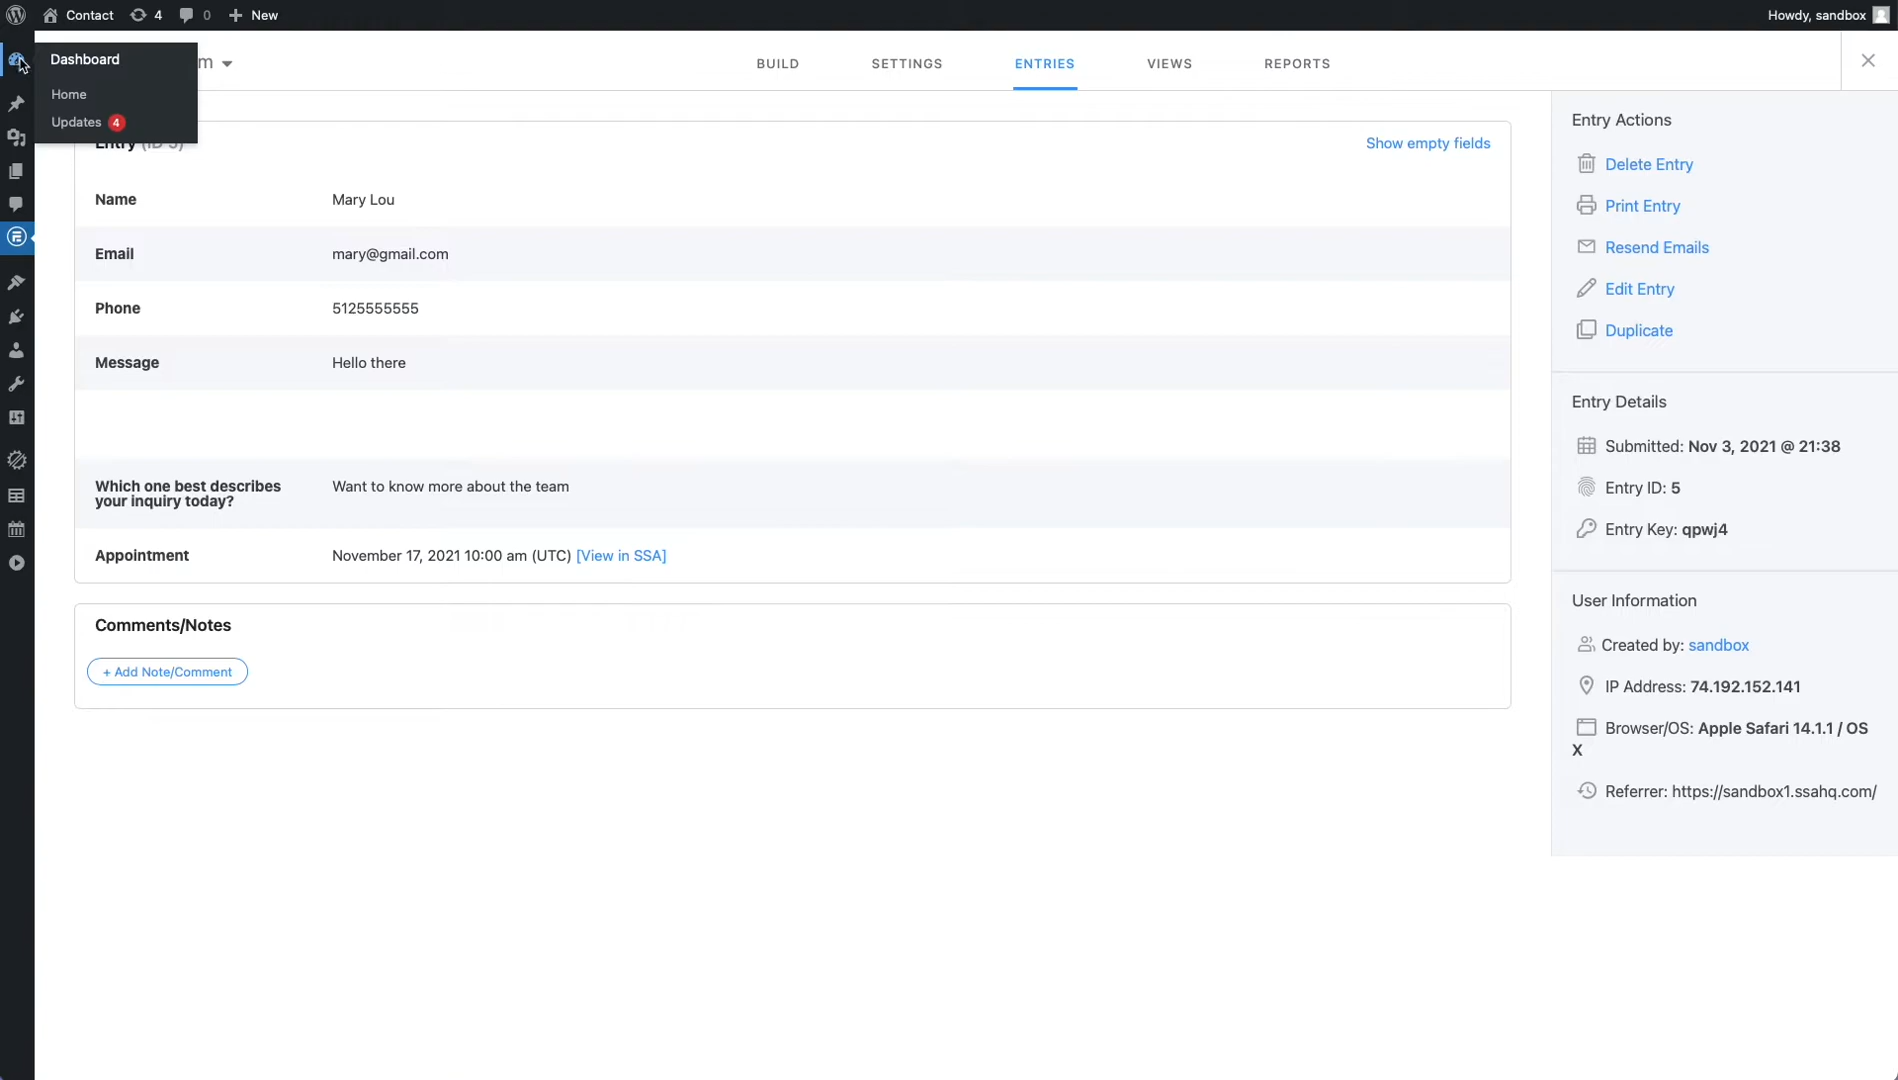 Contact 4 0 New Howdy, sandbox
Dashboard
Home
Updates 4
m
BUILD SETTINGS ENTRIES VIEWS REPORTS
Entry (ID 5) Show empty fields
Name Mary Lou
Email mary@gmail.com
Phone 5125555555
Message Hello there
Which one best describes
your inquiry today?
Want to know more about the team
Appointment November 17, 2021 10:00 am (UTC) [View in SSA]
Comments/Notes
+ Add Note/Comment
Entry Actions
Delete Entry
Print Entry
Resend Emails
Edit Entry
Duplicate
Entry Details
Submitted: Nov 3, 2021 @ 21:38
Entry ID: 5
Entry Key: qpwj4
User Information
Created by: sandbox
IP Address: 74.192.152.141
Browser/OS: Apple Safari 14.1.1 / OS
X
Referrer: https://sandbox1.ssahq.com/